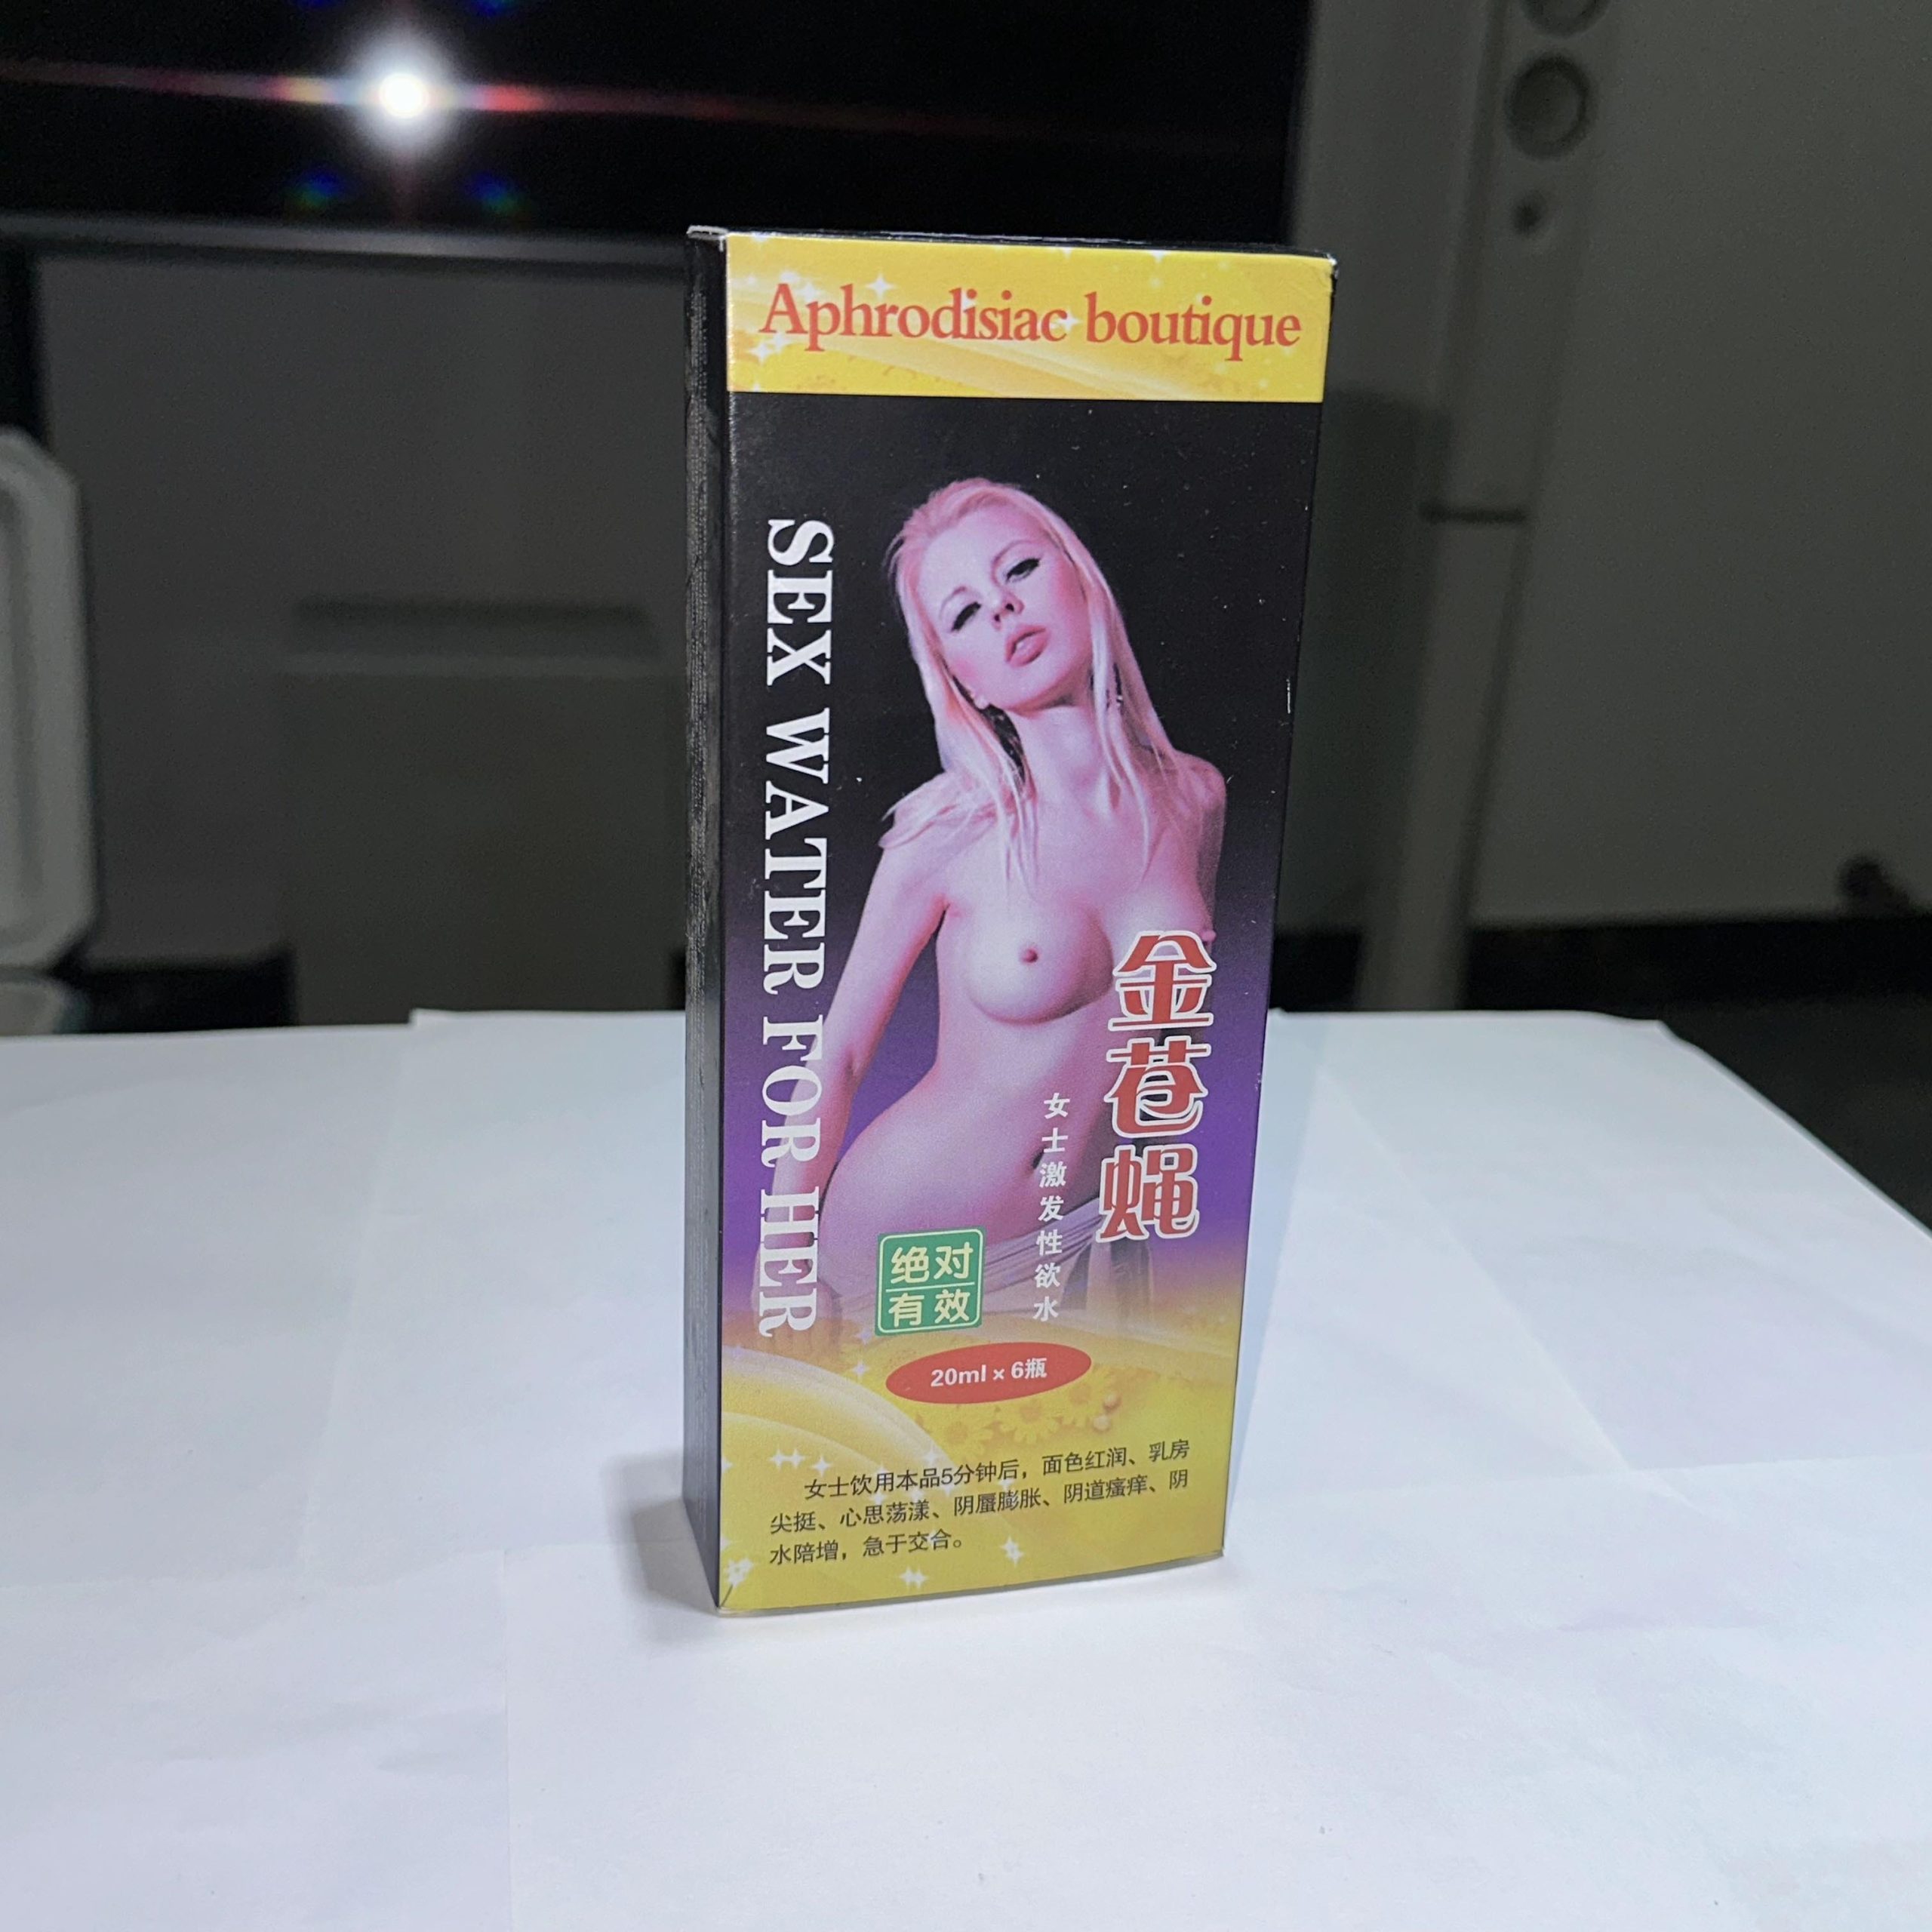 Aphrodisiac boutique
SEX WATER FOR HER
金苍蝇
女士激发性欲水
绝对
有效
20ml×6瓶
女士饮用本品5分钟后，面色红润、乳房
尖挺、心思荡漾、阴蜃膨胀、阴道瘙痒、阴
水陪增，急于交合。